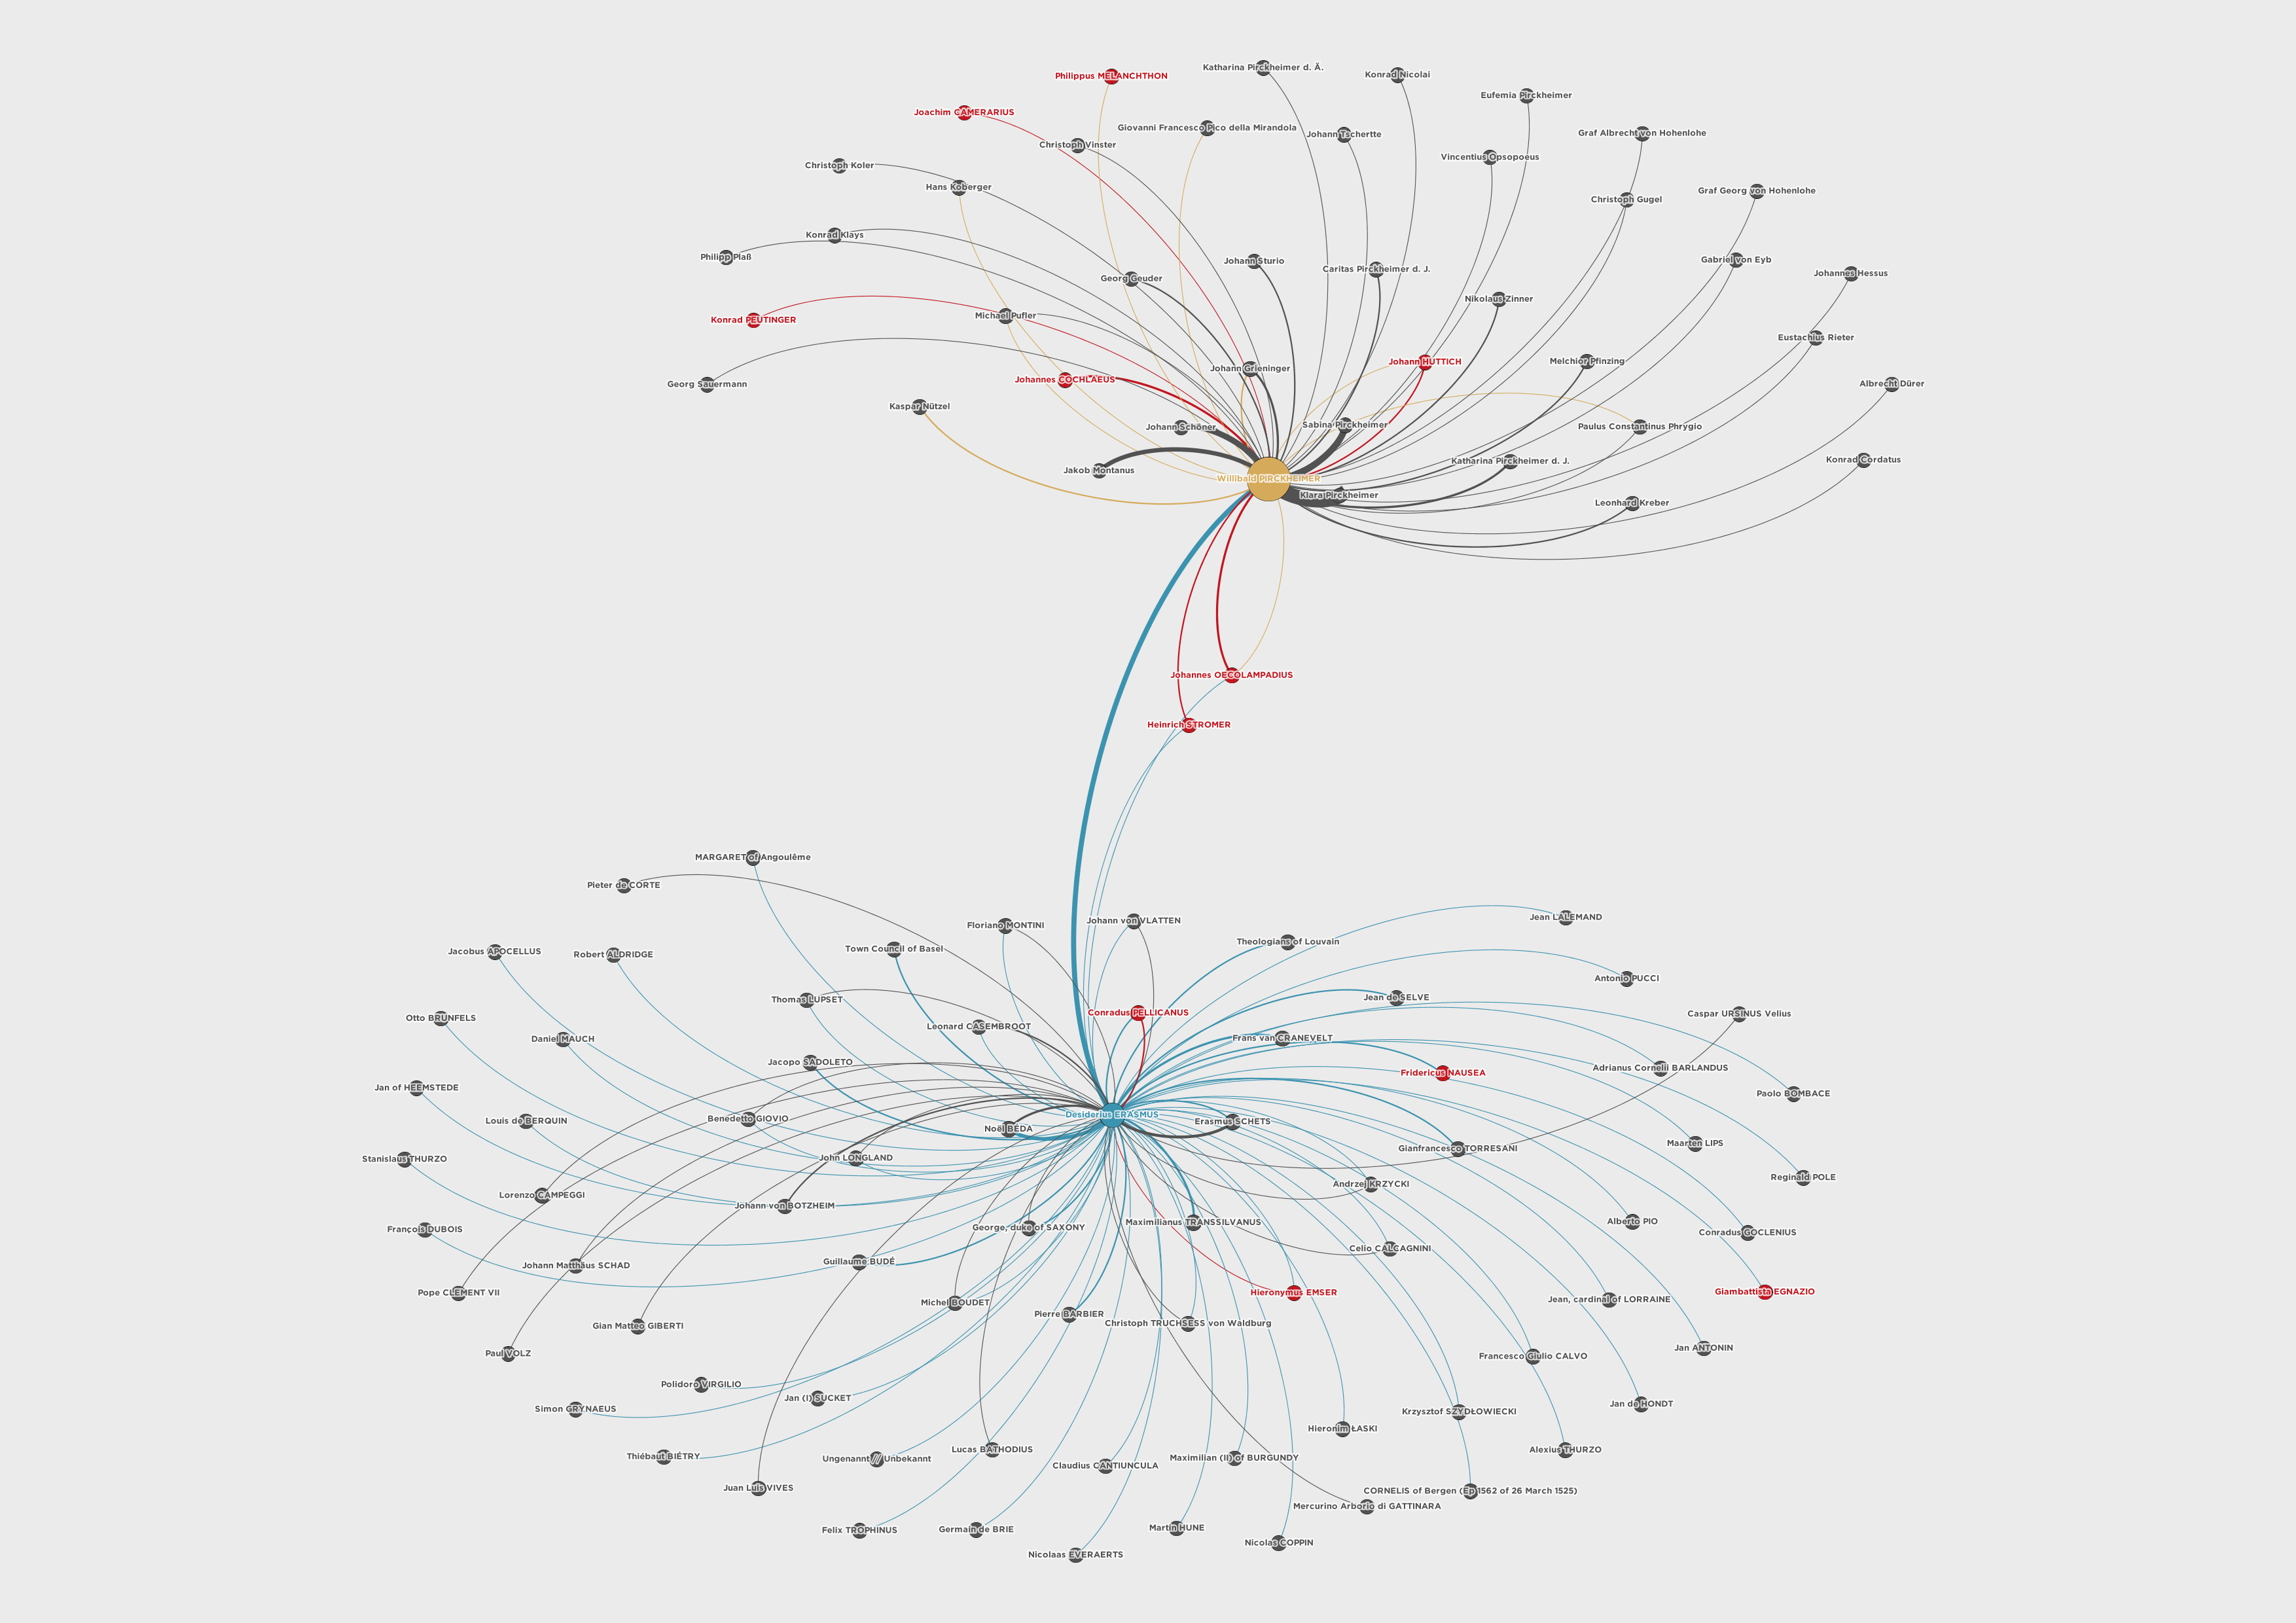 Katharina Pirckheimer d. Ä.
Philippus MELANCHTHON
Konrad Nicolai
Eufemia Pirckheimer
Joachim CAMERARIUS
Giovanni Francesco Pico della Mirandola
Johann Tschertte
Graf Albrecht von Hohenlohe
Christoph Vinster
Vincentius Opsopoeus
Christoph Koler
Hans Koberger
Graf Georg von Hohenlohe
Christoph Gugel
Konrad Klays
Philipp Plaß
Johann Sturio
Gabriel von Eyb
Caritas Pirckheimer d. J.
Johannes Hessus
Georg Geuder
Nikolaus Zinner
Michael Pufler
Konrad PEUTINGER
Eustachius Rieter
Johann HUTTICH
Melchior Pfinzing
Johann Grieninger
Johannes COCHLAEUS
Georg Sauermann
Albrecht Dürer
Kaspar Nützel
Sabina Pirckheimer
Johann Schöner
Paulus Constantinus Phrygio
Konrad Cordatus
Katharina Pirckheimer d. J.
Jakob Montanus
Willibald PIRCKHEIMER
Klara Pirckheimer
Leonhard Kreber
Johannes OECOLAMPADIUS
Heinrich STROMER
MARGARET of Angoulême
Pieter de CORTE
Jean LALEMAND
Johann von VLATTEN
Floriano MONTINI
Theologians of Louvain
Town Council of Basel
Jacobus APOCELLUS
Robert ALDRIDGE
Antonio PUCCI
Jean de SELVE
Thomas LUPSET
Conradus PELLICANUS
Caspar URSINUS Velius
Otto BRUNFELS
Leonard CASEMBROOT
Daniel MAUCH
Frans van CRANEVELT
Jacopo SADOLETO
Adrianus Cornelii BARLANDUS
Fridericus NAUSEA
Jan of HEEMSTEDE
Paolo BOMBACE
Desiderius ERASMUS
Benedetto GIOVIO
Louis de BERQUIN
Erasmus SCHETS
Noël BÉDA
Maarten LIPS
Gianfrancesco TORRESANI
John LONGLAND
Stanislaus THURZO
Reginald POLE
Andrzej KRZYCKI
Lorenzo CAMPEGGI
Johann von BOTZHEIM
Maximilianus TRANSSILVANUS
Alberto PIO
George, duke of SAXONY
François DUBOIS
Conradus GOCLENIUS
Celio CALCAGNINI
Guillaume BUDÉ
Johann Matthäus SCHAD
Pope CLEMENT VII
Hieronymus EMSER
Giambattista EGNAZIO
Jean, cardinal of LORRAINE
Michel BOUDET
Pierre BARBIER
Christoph TRUCHSESS von Waldburg
Gian Matteo GIBERTI
Jan ANTONIN
Paul VOLZ
Francesco Giulio CALVO
Polidoro VIRGILIO
Jan (I) SUCKET
Jan de HONDT
Simon GRYNAEUS
Krzysztof SZYDŁOWIECKI
Hieronim ŁASKI
Lucas BATHODIUS
Alexius THURZO
Thiébaut BIÉTRY
Ungenannt // Unbekannt
Maximilian (II) of BURGUNDY
Claudius CANTIUNCULA
Juan Luis VIVES
CORNELIS of Bergen (Ep 1562 of 26 March 1525)
Mercurino Arborio di GATTINARA
Martin HUNE
Felix TROPHINUS
Germain de BRIE
Nicolas COPPIN
Nicolaas EVERAERTS